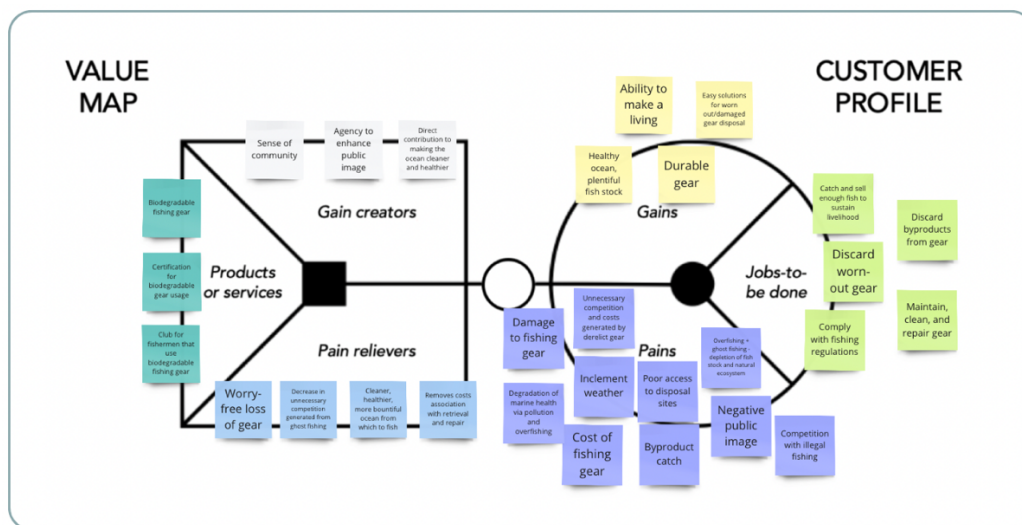 VALUE
MAP
CUSTOMER
PROFILE
Sense of
community
Agency to
enhance
public
image
Direct
contribution to
making the
ocean cleaner
and healthier
Gain creators
Biodegradable
fishing gear
Certification
for
biodegradable
gear usage
Club for
fishermen that
use
biodegradable
fishing gear
Products
or services
Pain relievers
Worry-
free loss
of gear
Decrease in
unnecessary
competition
generated from
ghost fishing
Cleaner,
healthier,
more bountiful
ocean from
which to fish
Removes costs
association
with retrieval
and repair
Ability to
make a
living
Easy solutions
for worn
out/damaged
gear disposal
Healthy
ocean,
plentiful
fish stock
Durable
gear
Gains
Catch and sell
enough fish to
sustain
livelihood
Discard
byproducts
from gear
Discard
worn-
out gear
Jobs-to-
be done
Comply
with fishing
regulations
Maintain,
clean, and
repair gear
Damage
to fishing
gear
Unnecessary
competition
and costs
generated by
derelict gear
Pains
Overfishing +
ghost fishing -
depletion of fish
stock and natural
ecosystem
Inclement
weather
Poor access
to disposal
sites
Degradation of
marine health
via pollution
and
overfishing
Cost of
fishing
gear
Byproduct
catch
Negative
public
image
Competition
with illegal
fishing